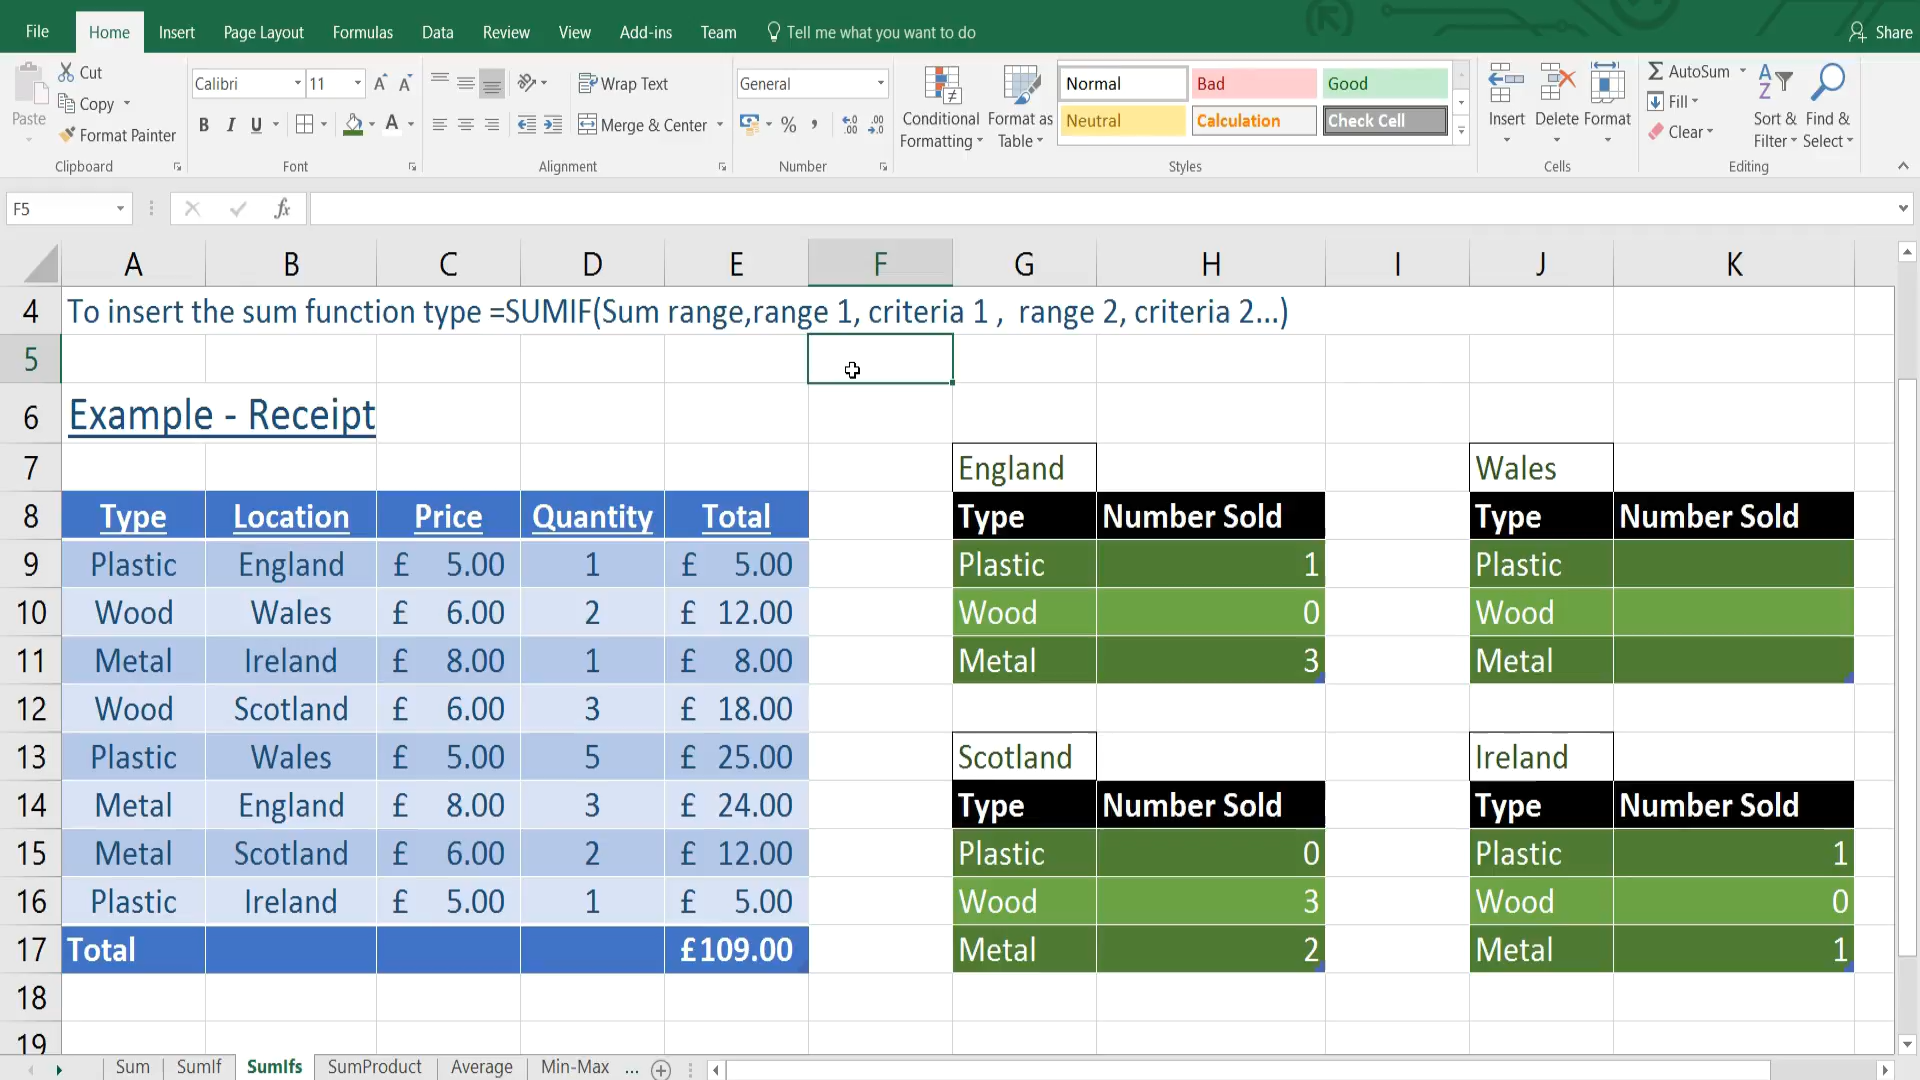 File Home Insert Page Layout Formulas Data Review View Add-ins Team Tell me what you want to do Share
Paste Cut Copy Format Painter Clipboard
Calibri 11 A A B I U A Font
Wrap Text Merge & Center Alignment
General % , Number
Conditional Formatting Format as Table
Normal Bad Good
Neutral Calculation Check Cell
Styles
Insert Delete Format Cells
AutoSum Fill Clear Sort & Filter Find & Select Editing
F5 fx
A B C D E F G H I J K
4 To insert the sum function type =SUMIF(Sum range,range 1, criteria 1 , range 2, criteria 2...)
5
6 Example - Receipt
7 England Wales
8 Type Location Price Quantity Total Type Number Sold Type Number Sold
9 Plastic England £ 5.00 1 £ 5.00 Plastic 1 Plastic
10 Wood Wales £ 6.00 2 £ 12.00 Wood 0 Wood
11 Metal Ireland £ 8.00 1 £ 8.00 Metal 3 Metal
12 Wood Scotland £ 6.00 3 £ 18.00
13 Plastic Wales £ 5.00 5 £ 25.00 Scotland Ireland
14 Metal England £ 8.00 3 £ 24.00 Type Number Sold Type Number Sold
15 Metal Scotland £ 6.00 2 £ 12.00 Plastic 0 Plastic 1
16 Plastic Ireland £ 5.00 1 £ 5.00 Wood 3 Wood 0
17 Total £109.00 Metal 2 Metal 1
18
19
Sum SumIf SumIfs SumProduct Average Min-Max ...